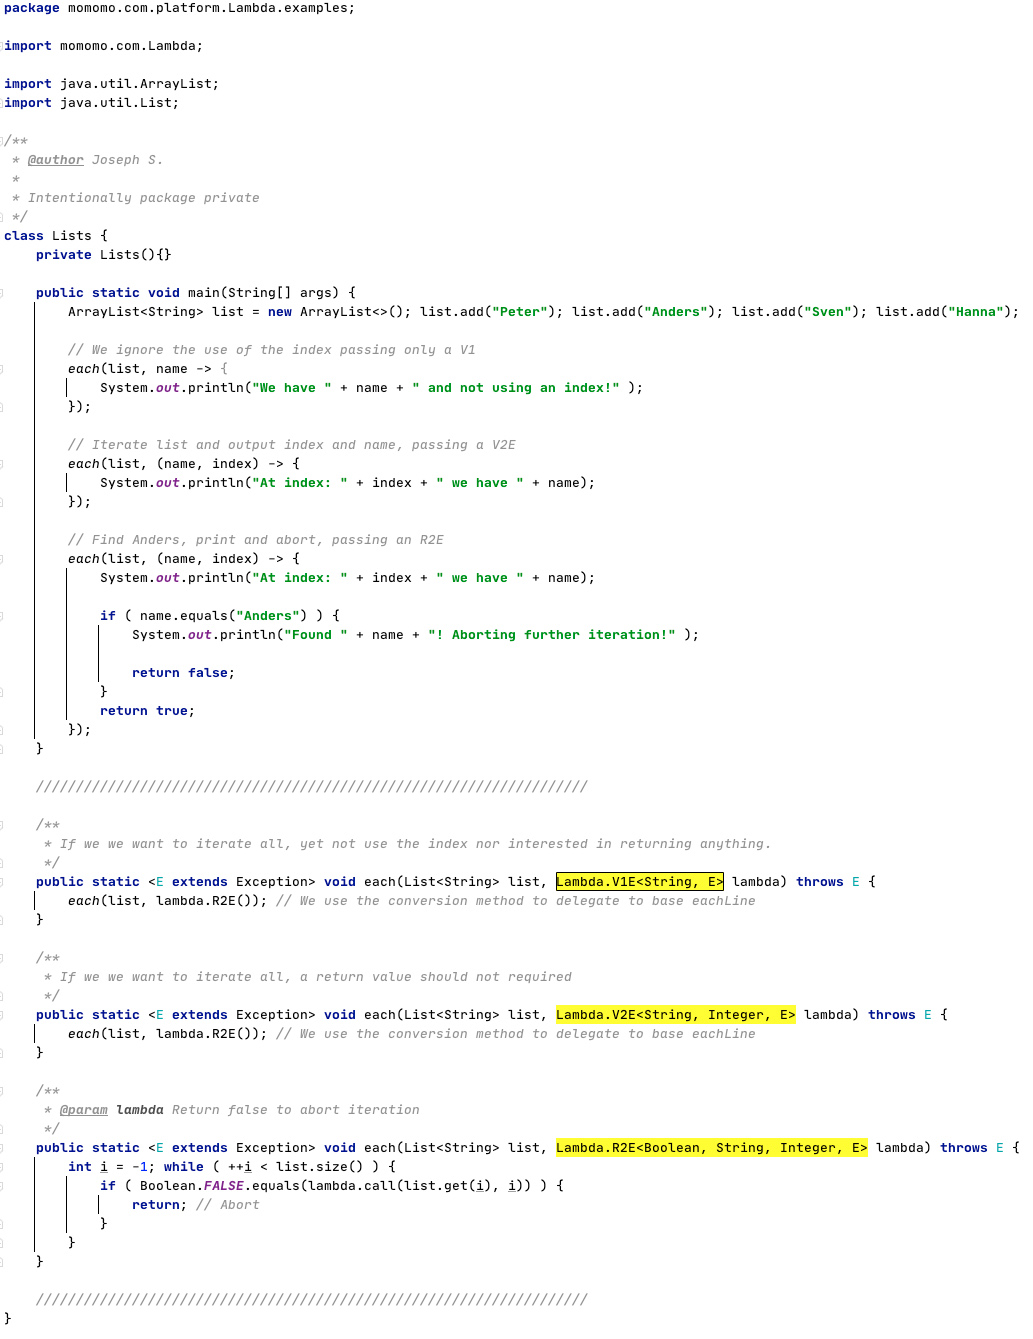 package momomo.com.platform.Lambda.examples;
import momomo.com.Lambda;
import java.util.ArrayList;
import java.util.List;
/**
 * @author Joseph S.
 *
 * Intentionally package private
 */
class Lists {
    private Lists(){}
    public static void main(String[] args) {
        ArrayList<String> list = new ArrayList<>(); list.add("Peter"); list.add("Anders"); list.add("Sven"); list.add("Hanna");
        // We ignore the use of the index passing only a V1
        each(list, name -> {
            System.out.println("We have " + name + " and not using an index!" );
        });
        // Iterate list and output index and name, passing a V2E
        each(list, (name, index) -> {
            System.out.println("At index: " + index + " we have " + name);
        });
        // Find Anders, print and abort, passing an R2E
        each(list, (name, index) -> {
            System.out.println("At index: " + index + " we have " + name);
            if ( name.equals("Anders") ) {
                System.out.println("Found " + name + "! Aborting further iteration!" );
                return false;
            }
            return true;
        });
    }
    /////////////////////////////////////////////////////////////////////
    /**
     * If we we want to iterate all, yet not use the index nor interested in returning anything.
     */
    public static <E extends Exception> void each(List<String> list, Lambda.V1E<String, E> lambda) throws E {
        each(list, lambda.R2E()); // We use the conversion method to delegate to base eachLine
    }
    /**
     * If we we want to iterate all, a return value should not required
     */
    public static <E extends Exception> void each(List<String> list, Lambda.V2E<String, Integer, E> lambda) throws E {
        each(list, lambda.R2E()); // We use the conversion method to delegate to base eachLine
    }
    /**
     * @param lambda Return false to abort iteration
     */
    public static <E extends Exception> void each(List<String> list, Lambda.R2E<Boolean, String, Integer, E> lambda) throws E {
        int i = -1; while ( ++i < list.size() ) {
            if ( Boolean.FALSE.equals(lambda.call(list.get(i), i)) ) {
                return; // Abort
            }
        }
    }
    /////////////////////////////////////////////////////////////////////
}